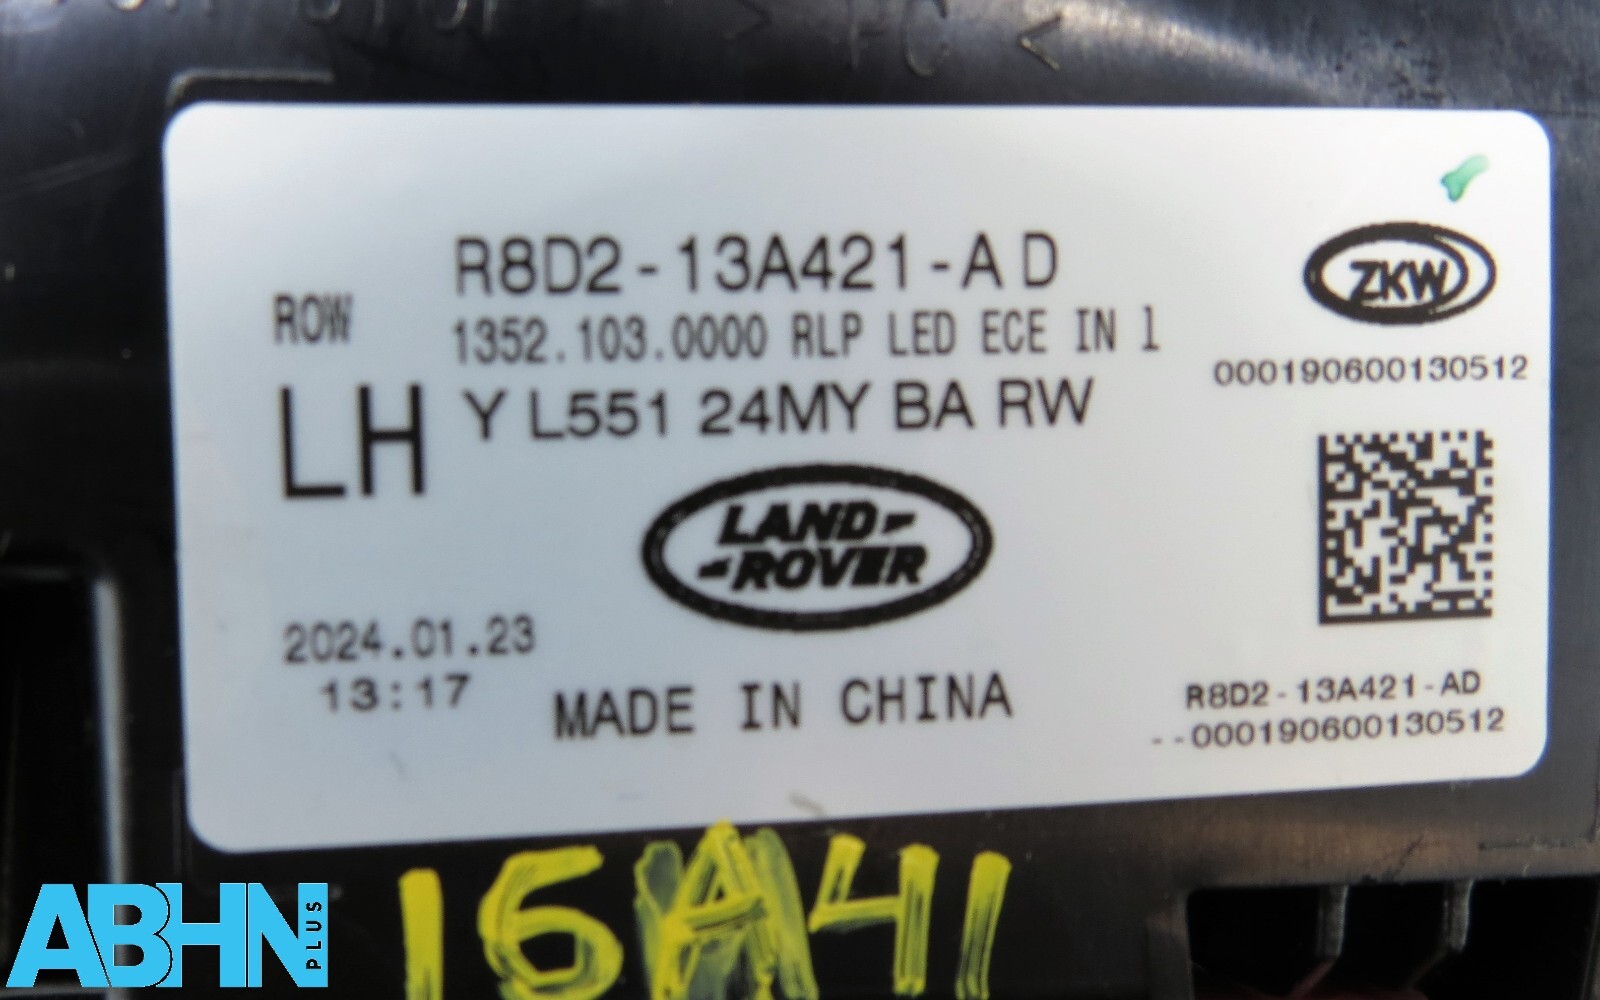 > PC <
R8D2-13A421-AD
ZKW
ROW
1352.103.0000 RLP LED ECE IN l
000190600130512
LH
Y L551 24MY BA RW
LAND-
-ROVER
2024.01.23
13:17
MADE IN CHINA
R8D2-13A421-AD
--000190600130512
16A41
ABHN
PLUS